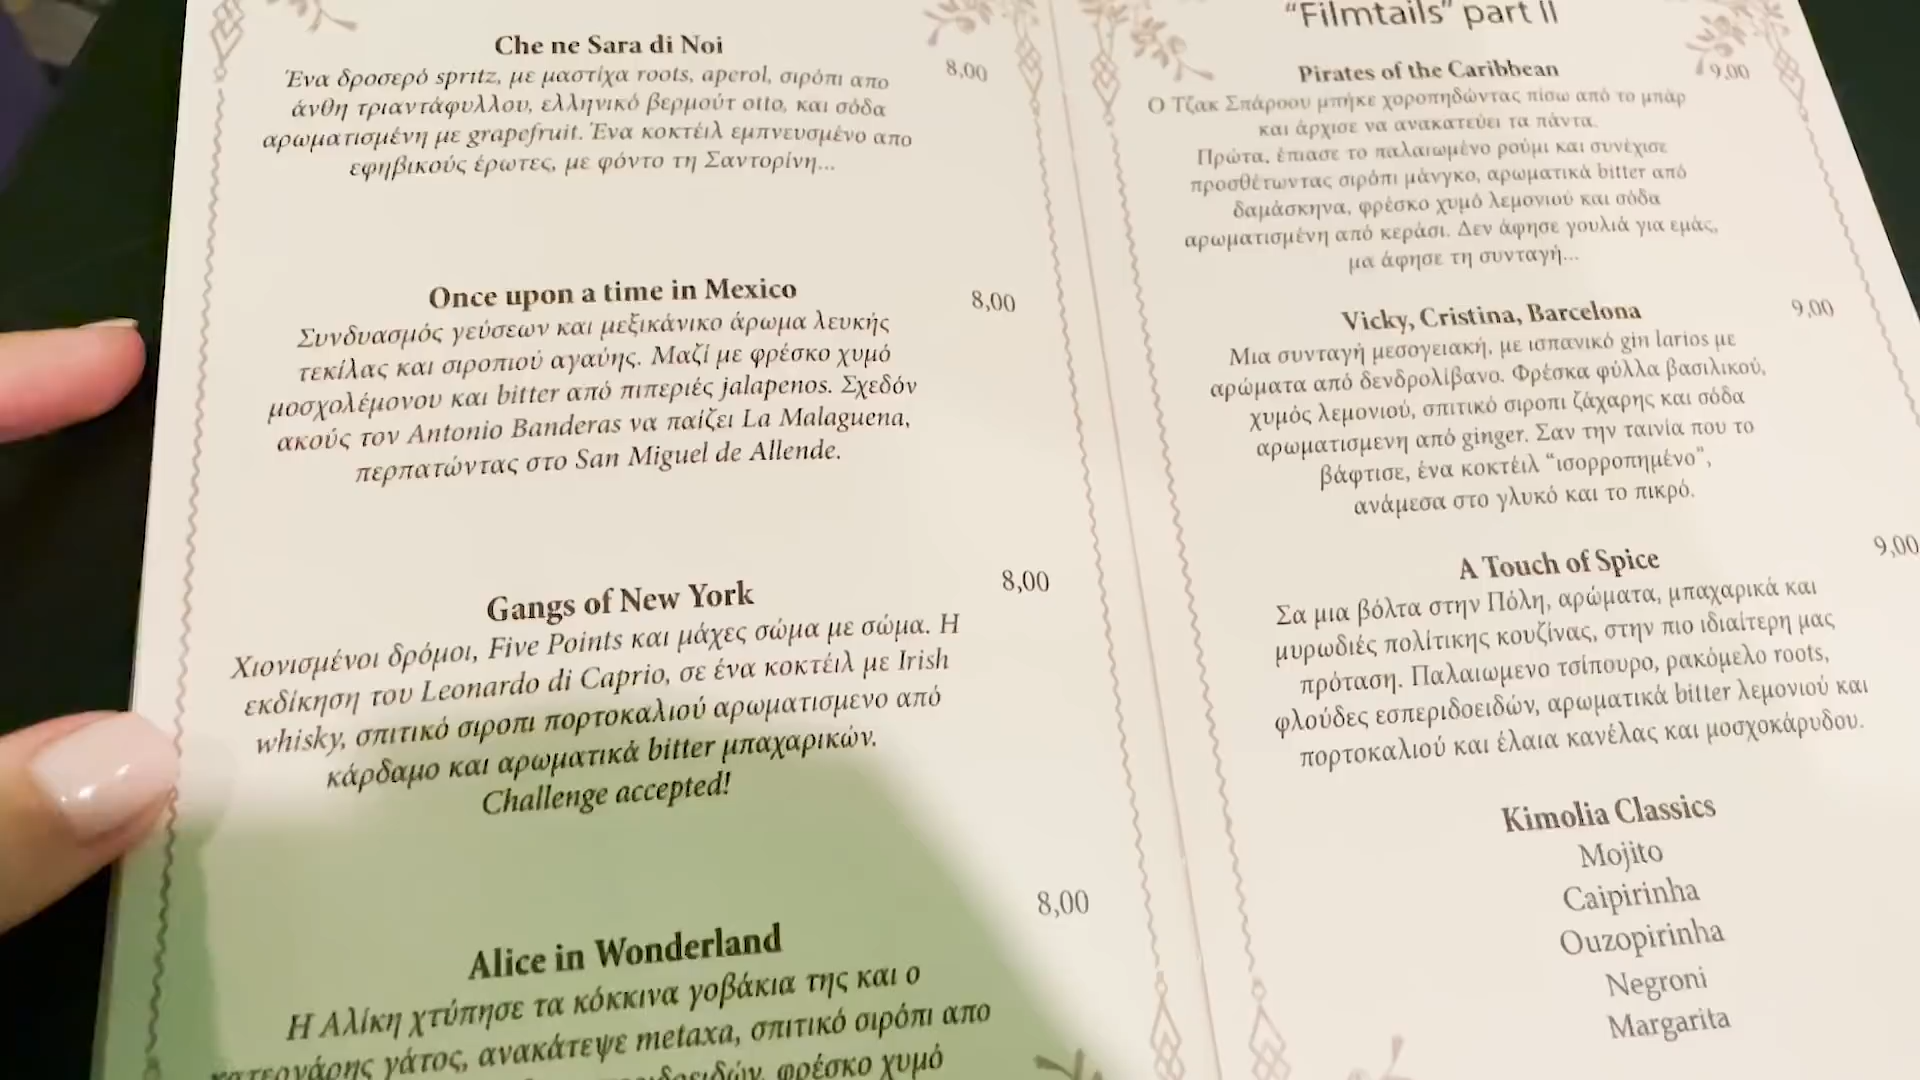 Che ne Sara di Noi
8,00
Ένα δροσερό spritz, με μαστίχα roots, aperol, σιρόπι απο
άνθη τριαντάφυλλου, ελληνικό βερμούτ otto, και σόδα
αρωματισμένη με grapefruit. Ένα κοκτέιλ εμπνευσμένο απο
εφηβικούς έρωτες, με φόντο τη Σαντορίνη...
Once upon a time in Mexico
8,00
Συνδυασμός γεύσεων και μεξικάνικο άρωμα λευκής
τεκίλας και σιροπιού αγαύης. Μαζί με φρέσκο χυμό
μοσχολέμονου και bitter από πιπεριές jalapenos. Σχεδόν
ακούς τον Antonio Banderas να παίζει La Malaguena,
περπατώντας στο San Miguel de Allende.
Gangs of New York
8,00
Χιονισμένοι δρόμοι, Five Points και μάχες σώμα με σώμα. Η
εκδίκηση του Leonardo di Caprio, σε ένα κοκτέιλ με Irish
whisky, σπιτικό σιροπι πορτοκαλιού αρωματισμενο από
κάρδαμο και αρωματικά bitter μπαχαρικών.
Challenge accepted!
8,00
Alice in Wonderland
Η Αλίκη χτύπησε τα κόκκινα γοβάκια της και ο
γάτος, ανακάτεψε metaxa, σπιτικό σιρόπι απο
φρέσκο χυμό
"Filmtails" part II
Pirates of the Caribbean
9,00
Ο Τζακ Σπάροου μπήκε χοροπηδώντας πίσω από το μπάρ
και άρχισε να ανακατεύει τα πάντα.
Πρώτα, έπιασε το παλαιωμένο ρούμι και συνέχισε
προσθέτωντας σιρόπι μάνγκο, αρωματικά bitter από
δαμάσκηνα, φρέσκο χυμό λεμονιού και σόδα
αρωματισμένη από κεράσι. Δεν άφησε γουλιά για εμάς,
μα άφησε τη συνταγή...
Vicky, Cristina, Barcelona
9,00
Μια συνταγή μεσογειακή, με ισπανικό gin larios με
αρώματα από δενδρολίβανο. Φρέσκα φύλλα βασιλικού,
χυμός λεμονιού, σπιτικό σιροπι ζάχαρης και σόδα
αρωματισμενη από ginger. Σαν την ταινία που το
βάφτισε, ένα κοκτέιλ "ισορροπημένο",
ανάμεσα στο γλυκό και το πικρό.
A Touch of Spice
9,00
Σα μια βόλτα στην Πόλη, αρώματα, μπαχαρικά και
μυρωδιές πολίτικης κουζίνας, στην πιο ιδιαίτερη μας
πρόταση. Παλαιωμενο τσίπουρο, ρακόμελο roots,
φλούδες εσπεριδοειδών, αρωματικά bitter λεμονιού και
πορτοκαλιού και έλαια κανέλας και μοσχοκάρυδου.
Kimolia Classics
Mojito
Caipirinha
Ouzopirinha
Negroni
Margarita